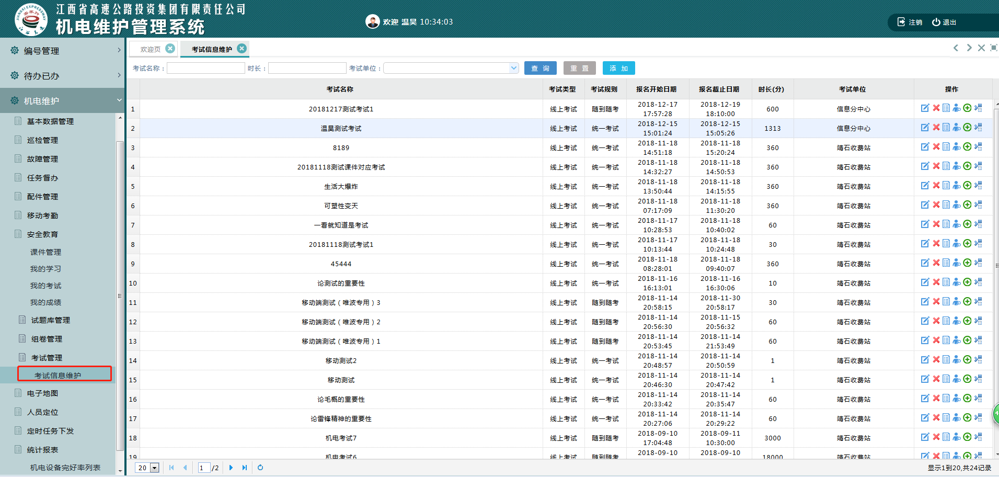 江西省高速公路投资集团有限责任公司
机电维护管理系统
欢迎 温昊 10:34:03
注销 退出
编号管理
待办已办
机电维护
基本数据管理
巡检管理
故障管理
任务督办
配件管理
移动考勤
安全教育
课件管理
我的学习
我的考试
我的成绩
试题库管理
组卷管理
考试管理
考试信息维护
电子地图
人员定位
定时任务下发
统计报表
机电设备完好率列表
欢迎页 考试信息维护
考试名称： 时长： 考试单位： 查 询 重 置 添 加
考试名称 考试类型 考试规则 报名开始日期 报名截止日期 时长(分) 考试单位 操作
1 20181217测试考试1 线上考试 随到随考 2018-12-17 17:57:28 2018-12-19 18:10:00 600 信息分中心
2 温昊测试考试 线上考试 统一考试 2018-12-15 15:01:24 2018-12-15 15:05:26 1313 信息分中心
3 8189 线上考试 统一考试 2018-11-18 14:51:18 2018-11-18 15:20:24 360 靖石收费站
4 20181118测试课件对应考试 线上考试 统一考试 2018-11-18 14:32:27 2018-11-18 14:50:53 360 靖石收费站
5 生活大爆炸 线上考试 统一考试 2018-11-18 13:50:44 2018-11-18 14:15:55 360 靖石收费站
6 可塑性变天 线上考试 统一考试 2018-11-18 07:17:09 2018-11-18 11:30:20 360 靖石收费站
7 一看就知道是考试 线上考试 统一考试 2018-11-17 10:28:53 2018-11-18 10:40:02 60 靖石收费站
8 20181118测试考试1 线上考试 统一考试 2018-11-17 10:13:44 2018-11-18 10:24:48 30 靖石收费站
9 45444 线上考试 统一考试 2018-11-18 08:28:01 2018-11-18 09:40:07 360 靖石收费站
10 论测试的重要性 线上考试 统一考试 2018-11-16 16:13:01 2018-11-16 16:30:06 10 靖石收费站
11 移动端测试（唯波专用）3 线上考试 随到随考 2018-11-14 20:58:15 2018-11-30 20:58:17 30 靖石收费站
12 移动端测试（唯波专用）2 线上考试 随到随考 2018-11-14 20:56:30 2018-11-15 20:56:32 60 靖石收费站
13 移动端测试（唯波专用）1 线上考试 随到随考 2018-11-14 20:53:45 2018-11-14 21:53:49 60 靖石收费站
14 移动测试2 线上考试 统一考试 2018-11-14 20:48:57 2018-11-14 20:50:59 1 靖石收费站
15 移动测试 线上考试 统一考试 2018-11-14 20:46:30 2018-11-14 20:47:42 1 靖石收费站
16 论毛概的重要性 线上考试 统一考试 2018-11-14 20:33:42 2018-11-14 20:35:47 60 靖石收费站
17 论雷锋精神的重要性 线上考试 统一考试 2018-11-14 20:27:06 2018-11-14 20:29:22 60 靖石收费站
18 机电考试7 线上考试 随到随考 2018-09-10 17:04:48 2018-09-11 10:30:00 3000 靖石收费站
19 机电考试6 线上考试 随到随考 2018-09-10 2018-09-10 18000 靖石收费站
20 1 /2 显示1到20,共24记录